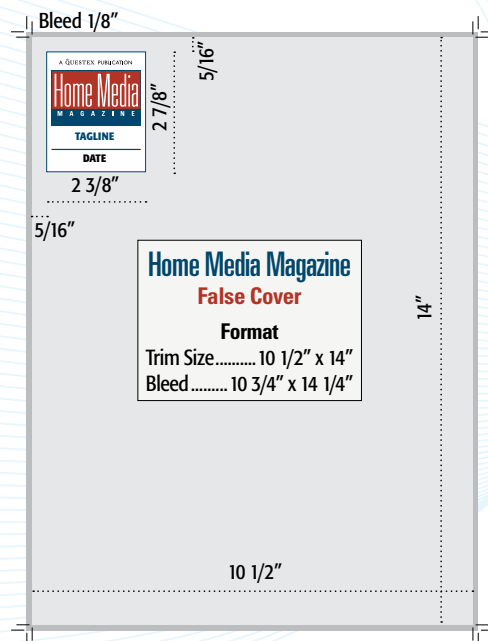 Bleed 1/8″
5/16″
A QUESTEX PUBLICATION
Home Media
MAGAZINE
TAGLINE
DATE
2 7/8″
2 3/8″
5/16″
Home Media Magazine
False Cover
Format
Trim Size.......... 10 1/2″ x 14″
Bleed ......... 10 3/4″ x 14 1/4″
14″
10 1/2″